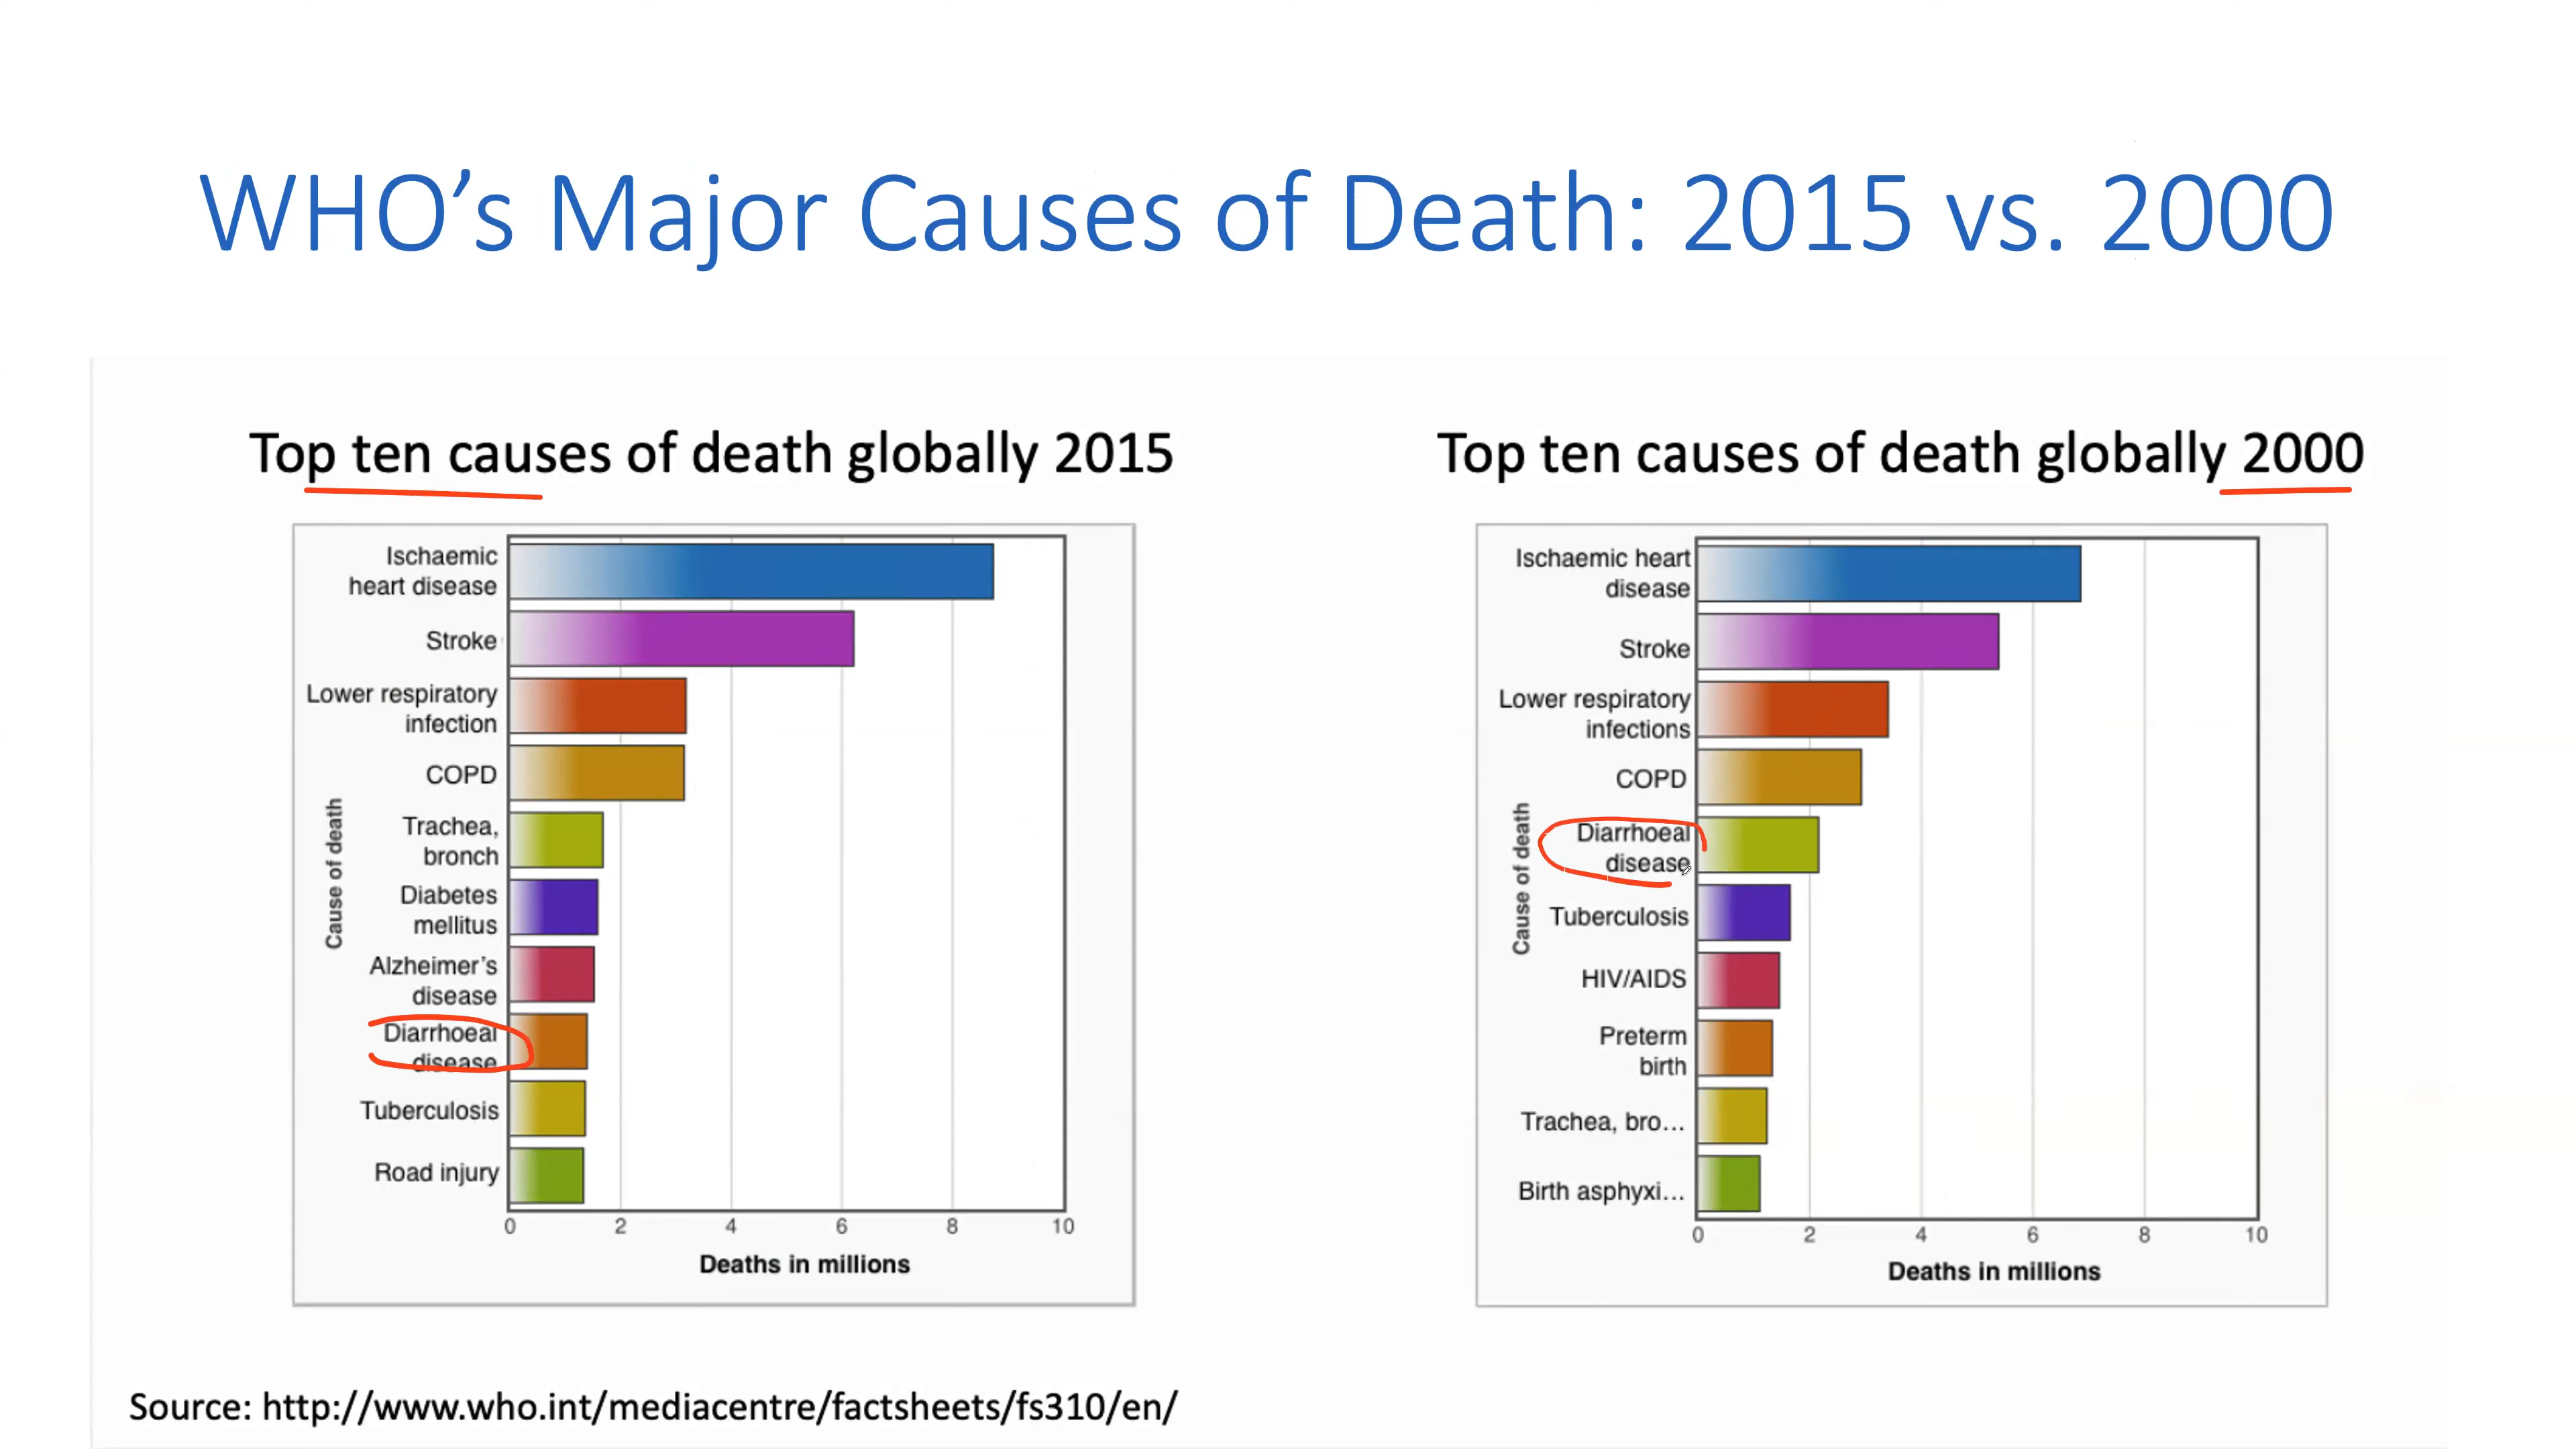 WHO’s Major Causes of Death: 2015 vs. 2000
Top ten causes of death globally 2015
Ischaemic
heart disease
Stroke
Lower respiratory
infection
COPD
Trachea,
bronch
Diabetes
mellitus
Alzheimer’s
disease
Diarrhoeal
disease
Tuberculosis
Road injury
Cause of death
0 2 4 6 8 10
Deaths in millions
Top ten causes of death globally 2000
Ischaemic heart
disease
Stroke
Lower respiratory
infections
COPD
Diarrhoeal
disease
Tuberculosis
HIV/AIDS
Preterm
birth
Trachea, bro...
Birth asphyxi...
Cause of death
0 2 4 6 8 10
Deaths in millions
Source: http://www.who.int/mediacentre/factsheets/fs310/en/